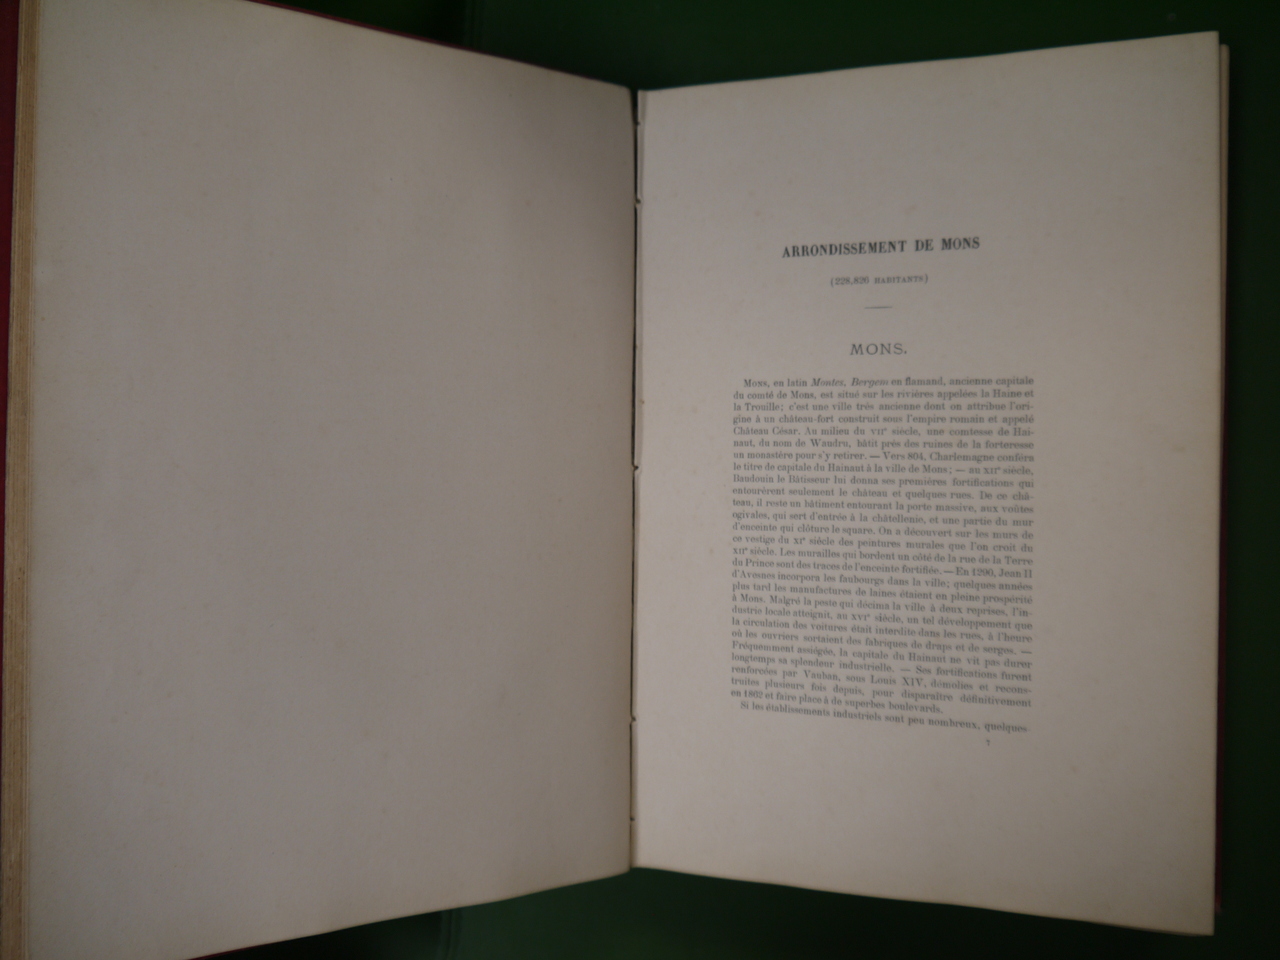 ARRONDISSEMENT DE MONS
(228,826 HABITANTS)
MONS.
Mons, en latin Montes, Bergen en flamand, ancienne capitale
du comté de Mons, est situé sur les rivières appelées la Haine et
la Trouille; c'est une ville très ancienne dont on attribue l'ori-
gine à un château-fort construit sous l'empire romain et appelé
Château César. Au milieu du VIIe siècle, une comtesse de Hai-
naut, du nom de Waudru, bâtit près des ruines de la forteresse
un monastère pour s'y retirer. — Vers 804, Charlemagne conféra
le titre de capitale du Hainaut à la ville de Mons; — au XIIe siècle,
Baudouin le Bâtisseur lui donna ses premières fortifications qui
entourèrent seulement le château et quelques rues. De ce châ-
teau, il reste un bâtiment entourant la porte massive, aux voûtes
ogivales, qui sert d'entrée à la châtellenie, et une partie du mur
d'enceinte qui clôture le square. On a découvert sur les murs de
ce vestige du XIe siècle des peintures murales que l'on croit du
XIIe siècle. Les murailles qui bordent un côté de la rue de la Terre
du Prince sont des traces de l'enceinte fortifiée. — En 1290, Jean II
d'Avesnes incorpora les faubourgs dans la ville; quelques années
plus tard les manufactures de laines étaient en pleine prospérité
à Mons. Malgré la peste qui décima la ville à deux reprises, l'in-
dustrie locale atteignit, au XVIe siècle, un tel développement que
la circulation des voitures était interdite dans les rues, à l'heure
où les ouvriers sortaient des fabriques de draps et de serges. —
Fréquemment assiégée, la capitale du Hainaut ne vit pas durer
longtemps sa splendeur industrielle. — Ses fortifications furent
renforcées par Vauban, sous Louis XIV, démolies et recons-
truites plusieurs fois depuis, pour disparaître définitivement
en 1862 et faire place à de superbes boulevards.
Si les établissements industriels sont peu nombreux, quelques-